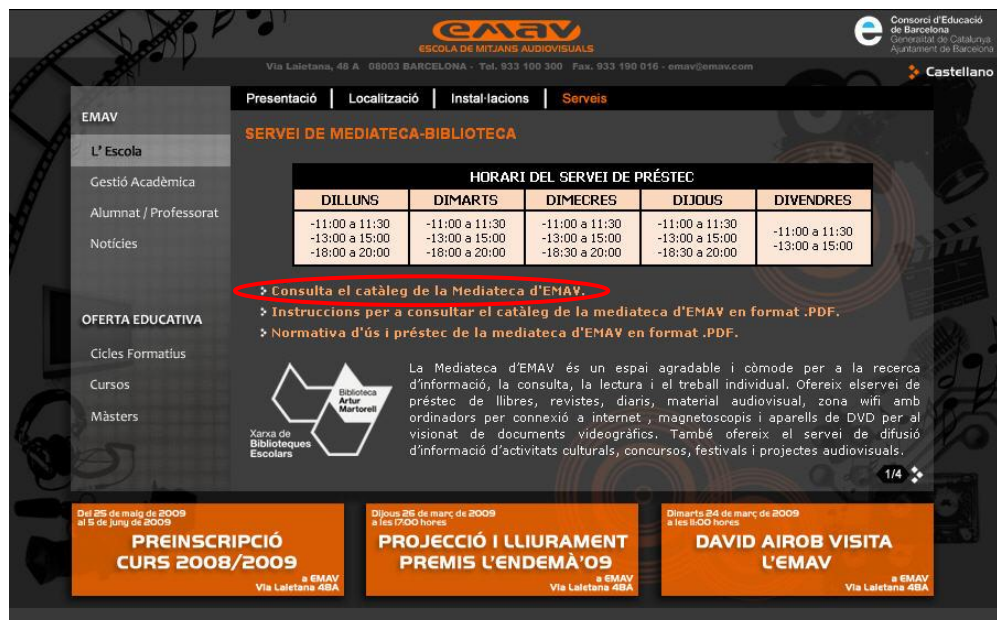 emav
ESCOLA DE MITJANS AUDIOVISUALS
Consorci d'Educació
de Barcelona
Generalitat de Catalunya
Ajuntament de Barcelona
Via Laietana, 48 A 08003 BARCELONA - Tel. 933 100 300 Fax. 933 190 016 - emav@emav.com
Castellano
Presentació | Localització | Instal·lacions | Serveis
EMAV
L' Escola
Gestió Acadèmica
Alumnat / Professorat
Notícies
OFERTA EDUCATIVA
Cicles Formatius
Cursos
Màsters
SERVEI DE MEDIATECA-BIBLIOTECA
HORARI DEL SERVEI DE PRÉSTEC
DILLUNS DIMARTS DIMECRES DIJOUS DIVENDRES
-11:00 a 11:30 -11:00 a 11:30 -11:00 a 11:30 -11:00 a 11:30 -11:00 a 11:30
-13:00 a 15:00 -13:00 a 15:00 -13:00 a 15:00 -13:00 a 15:00 -13:00 a 15:00
-18:00 a 20:00 -18:00 a 20:00 -18:30 a 20:00 -18:30 a 20:00
Consulta el catàleg de la Mediateca d'EMAV.
Instruccions per a consultar el catàleg de la mediateca d'EMAV en format .PDF.
Normativa d'ús i préstec de la mediateca d'EMAV en format .PDF.
Biblioteca
Artur
Martorell
Xarxa de
Biblioteques
Escolars
La Mediateca d'EMAV és un espai agradable i còmode per a la recerca
d'informació, la consulta, la lectura i el treball individual. Ofereix elservei de
préstec de llibres, revistes, diaris, material audiovisual, zona wifi amb
ordinadors per connexió a internet , magnetoscopis i aparells de DVD per al
visionat de documents videogràfics. També ofereix el servei de difusió
d'informació d'activitats culturals, concursos, festivals i projectes audiovisuals.
1/4
Del 25 de maig de 2009
al 5 de juny de 2009
PREINSCRIPCIÓ
CURS 2008/2009
a EMAV
Via Laietana 48A
Dijous 26 de març de 2009
a les 17:00 hores
PROJECCIÓ I LLIURAMENT
PREMIS L'ENDEMÀ'09
a EMAV
Via Laietana 48A
Dimarts 24 de març de 2009
a les 11:00 hores
DAVID AIROB VISITA
L'EMAV
a EMAV
Via Laietana 48A